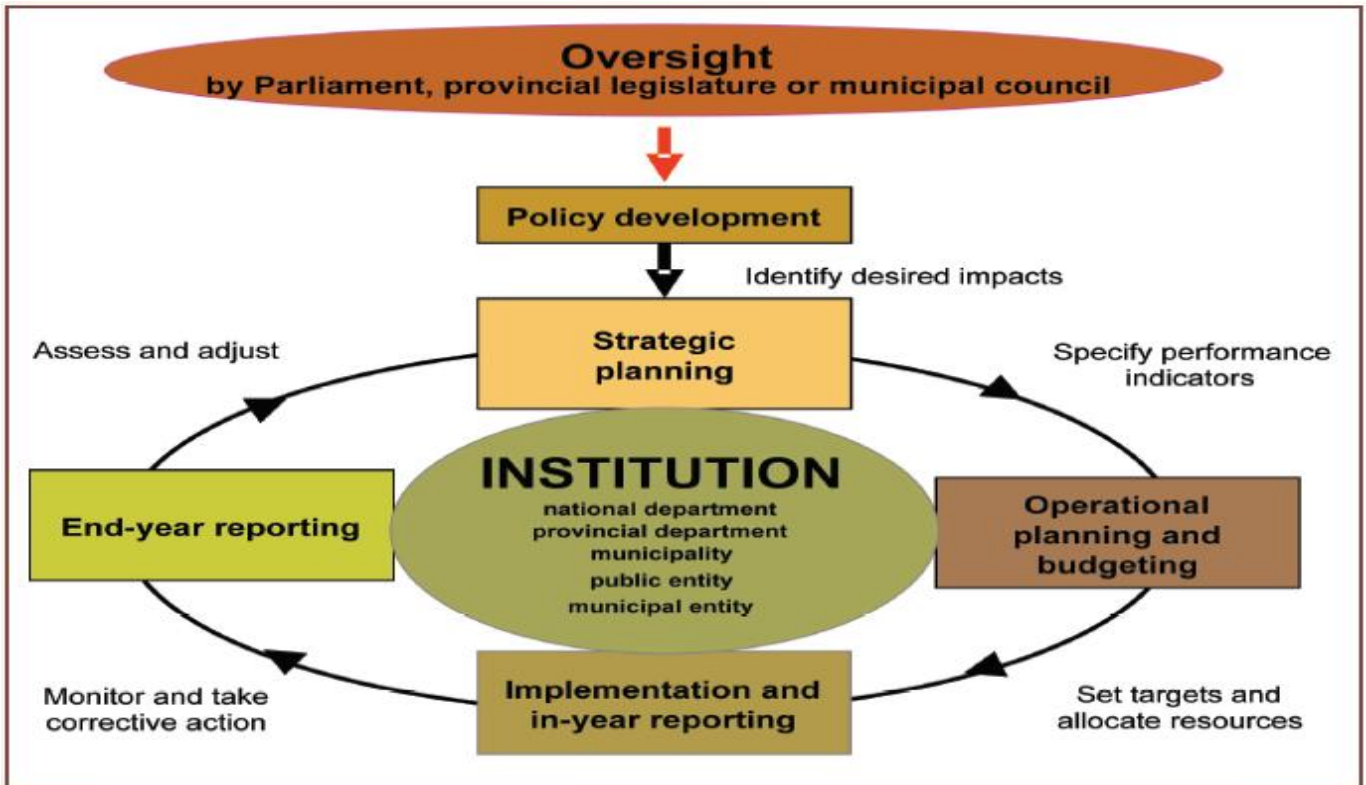 Oversight
by Parliament, provincial legislature or municipal council
Policy development
Identify desired impacts
Strategic
planning
Assess and adjust
Specify performance
indicators
INSTITUTION
national department
provincial department
municipality
public entity
municipal entity
End-year reporting
Operational
planning and
budgeting
Implementation and
in-year reporting
Monitor and take
corrective action
Set targets and
allocate resources